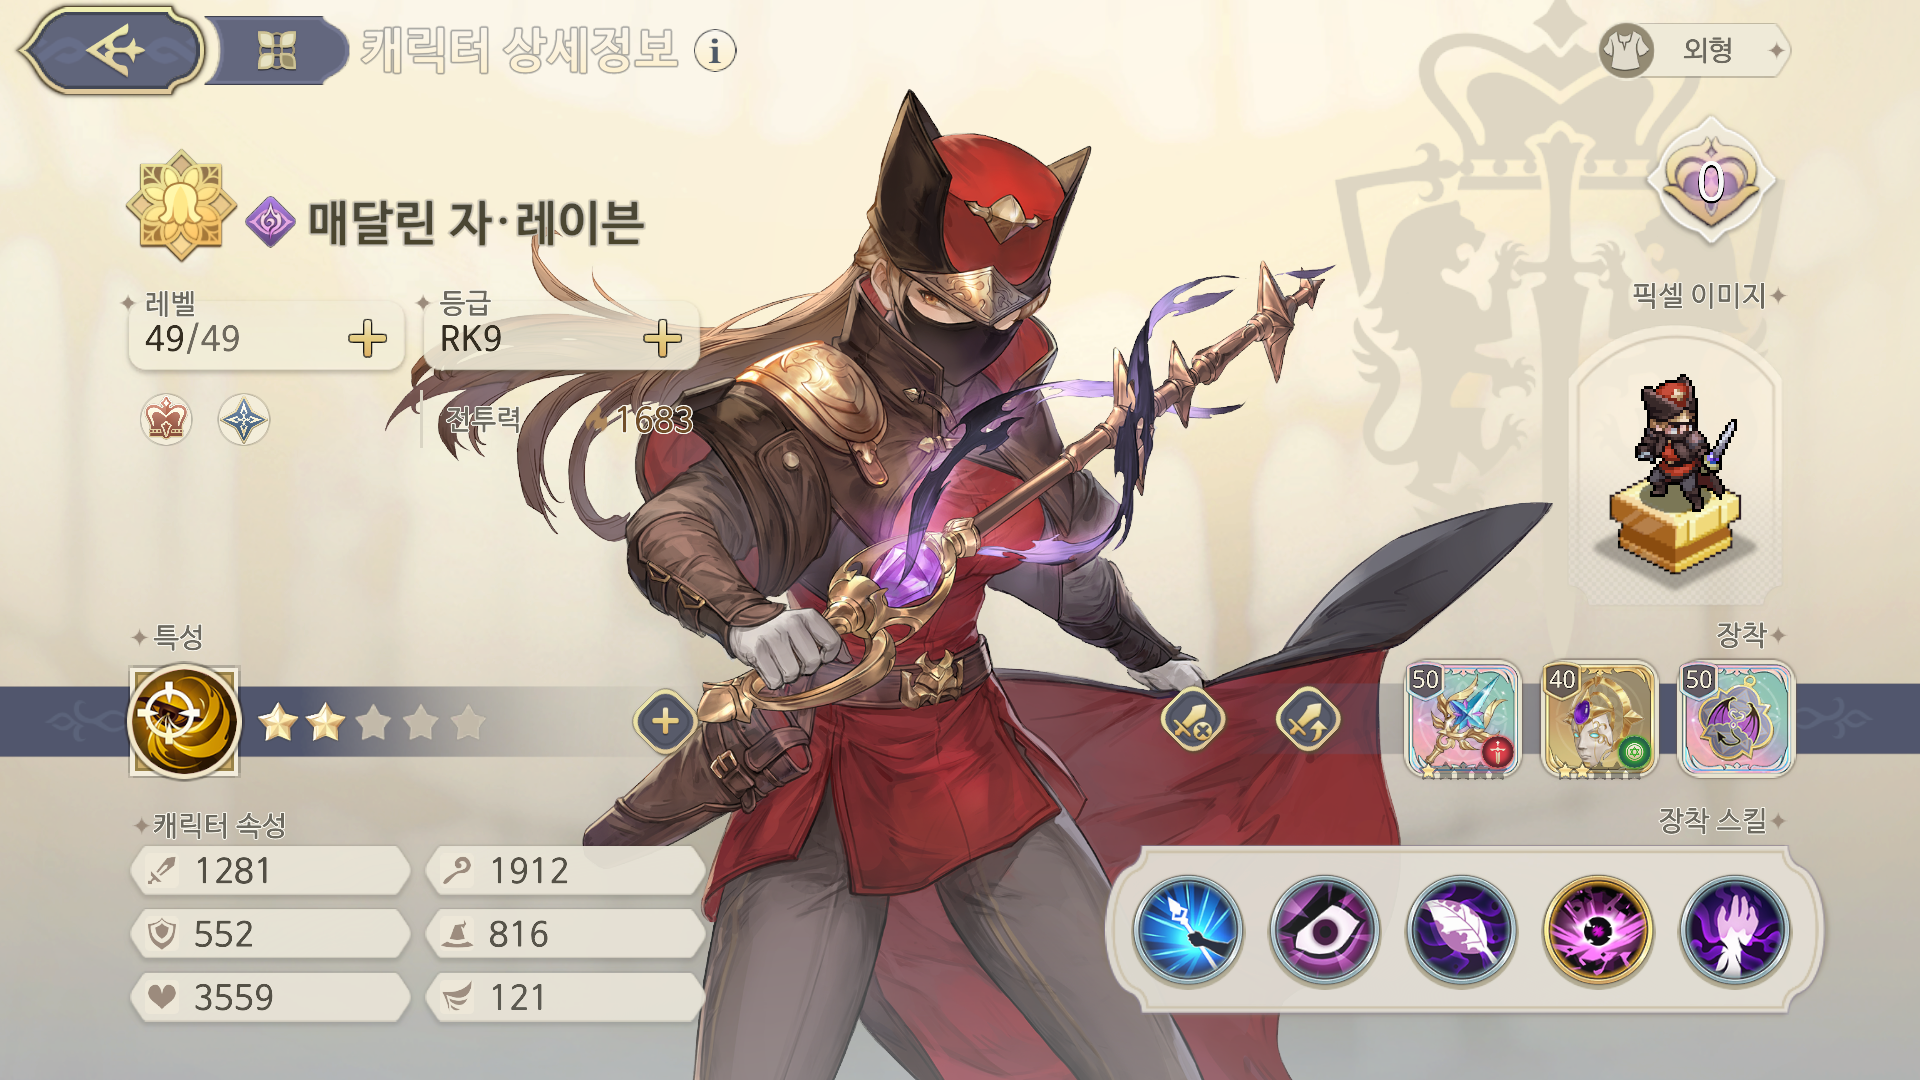 캐릭터 상세정보 i
외형
매달린 자·레이븐
0
레벨
49/49
등급
RK9
전투력 1683
픽셀 이미지
특성
장착
50 40 50
캐릭터 속성
1281 1912
552 816
3559 121
장착 스킬